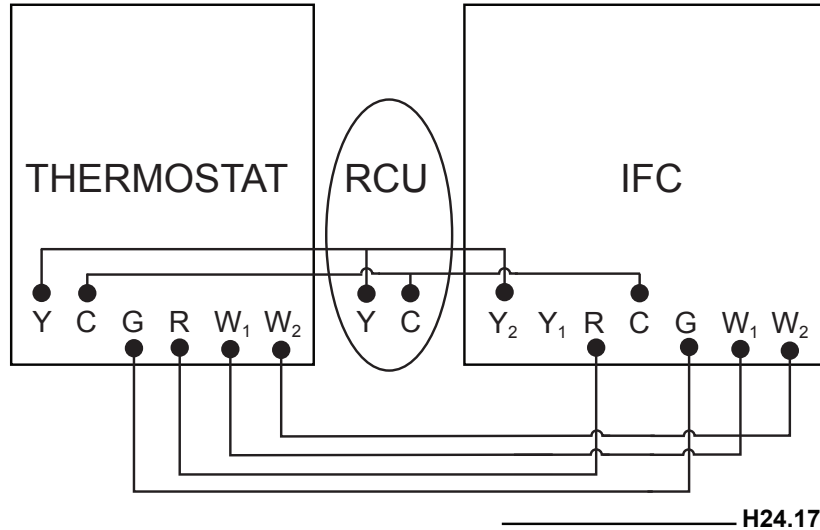 THERMOSTAT RCU IFC
Y C G R W₁ W₂ Y C Y₂ Y₁ R C G W₁ W₂
H24.17